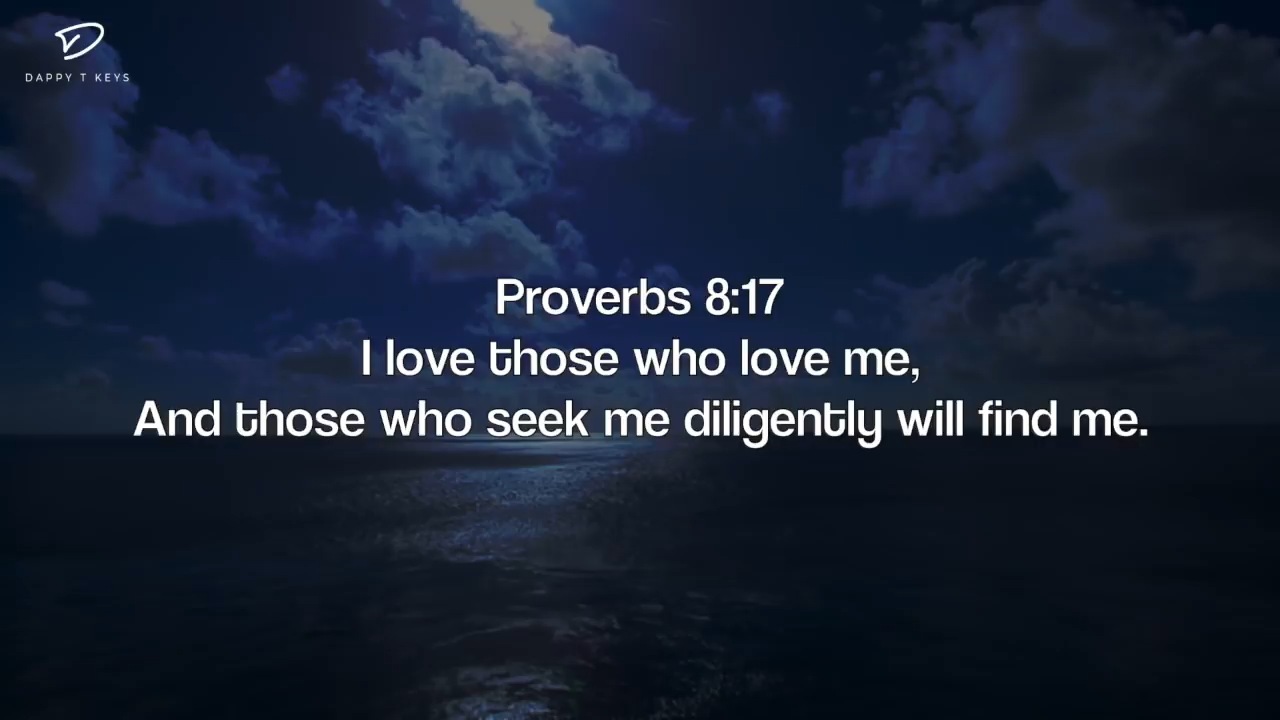 DAPPY T KEYS
Proverbs 8:17
I love those who love me,
And those who seek me diligently will find me.